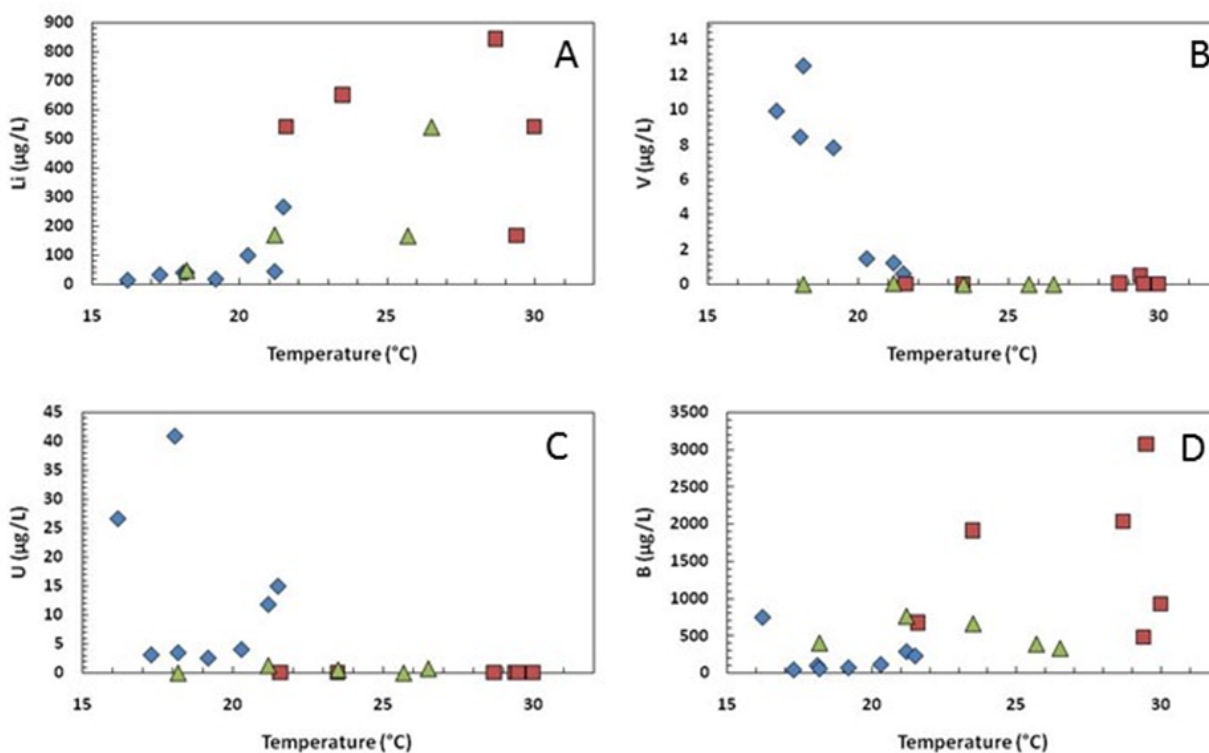 900
800
700
600
500
400
300
200
100
0
Li (µg/L)
A
15 20 25 30
Temperature (°C)
14
12
10
8
6
4
2
0
V (µg/L)
B
15 20 25 30
Temperature (°C)
45
40
35
30
25
20
15
10
5
0
U (µg/L)
C
15 20 25 30
Temperature (°C)
3500
3000
2500
2000
1500
1000
500
0
B (µg/L)
D
15 20 25 30
Temperature (°C)